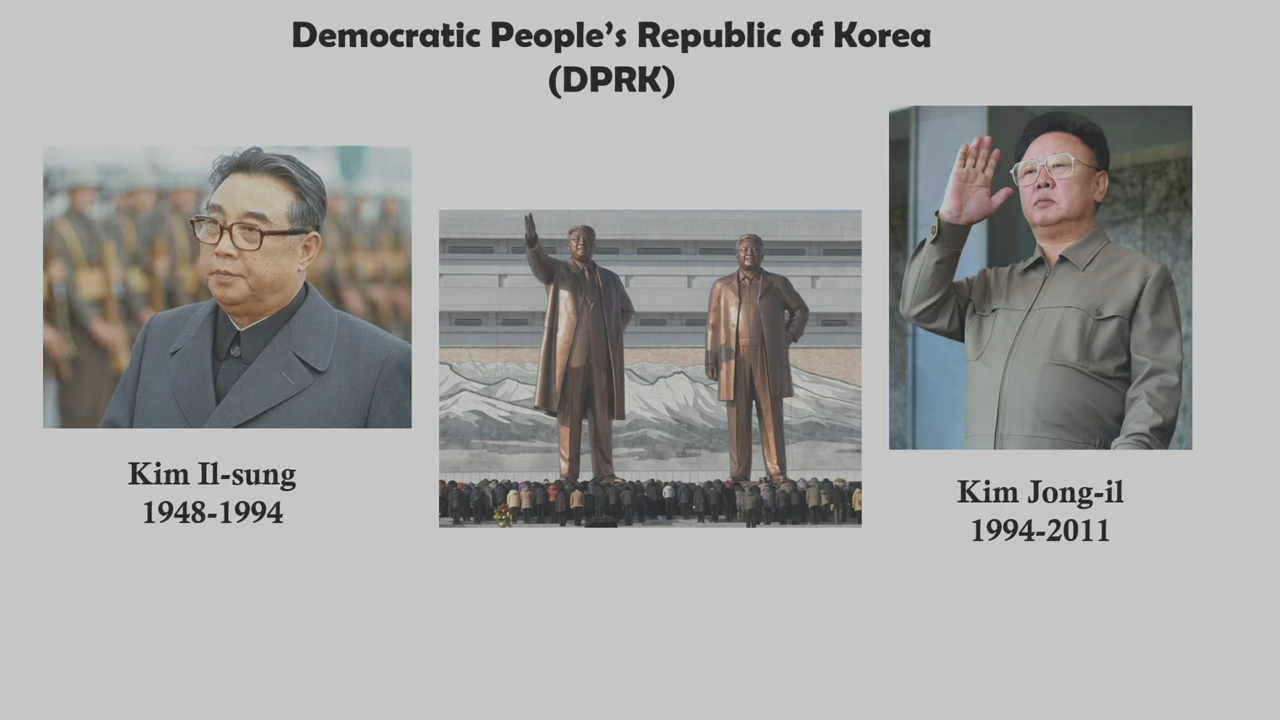 Democratic People’s Republic of Korea
(DPRK)
Kim Il-sung
1948-1994
Kim Jong-il
1994-2011